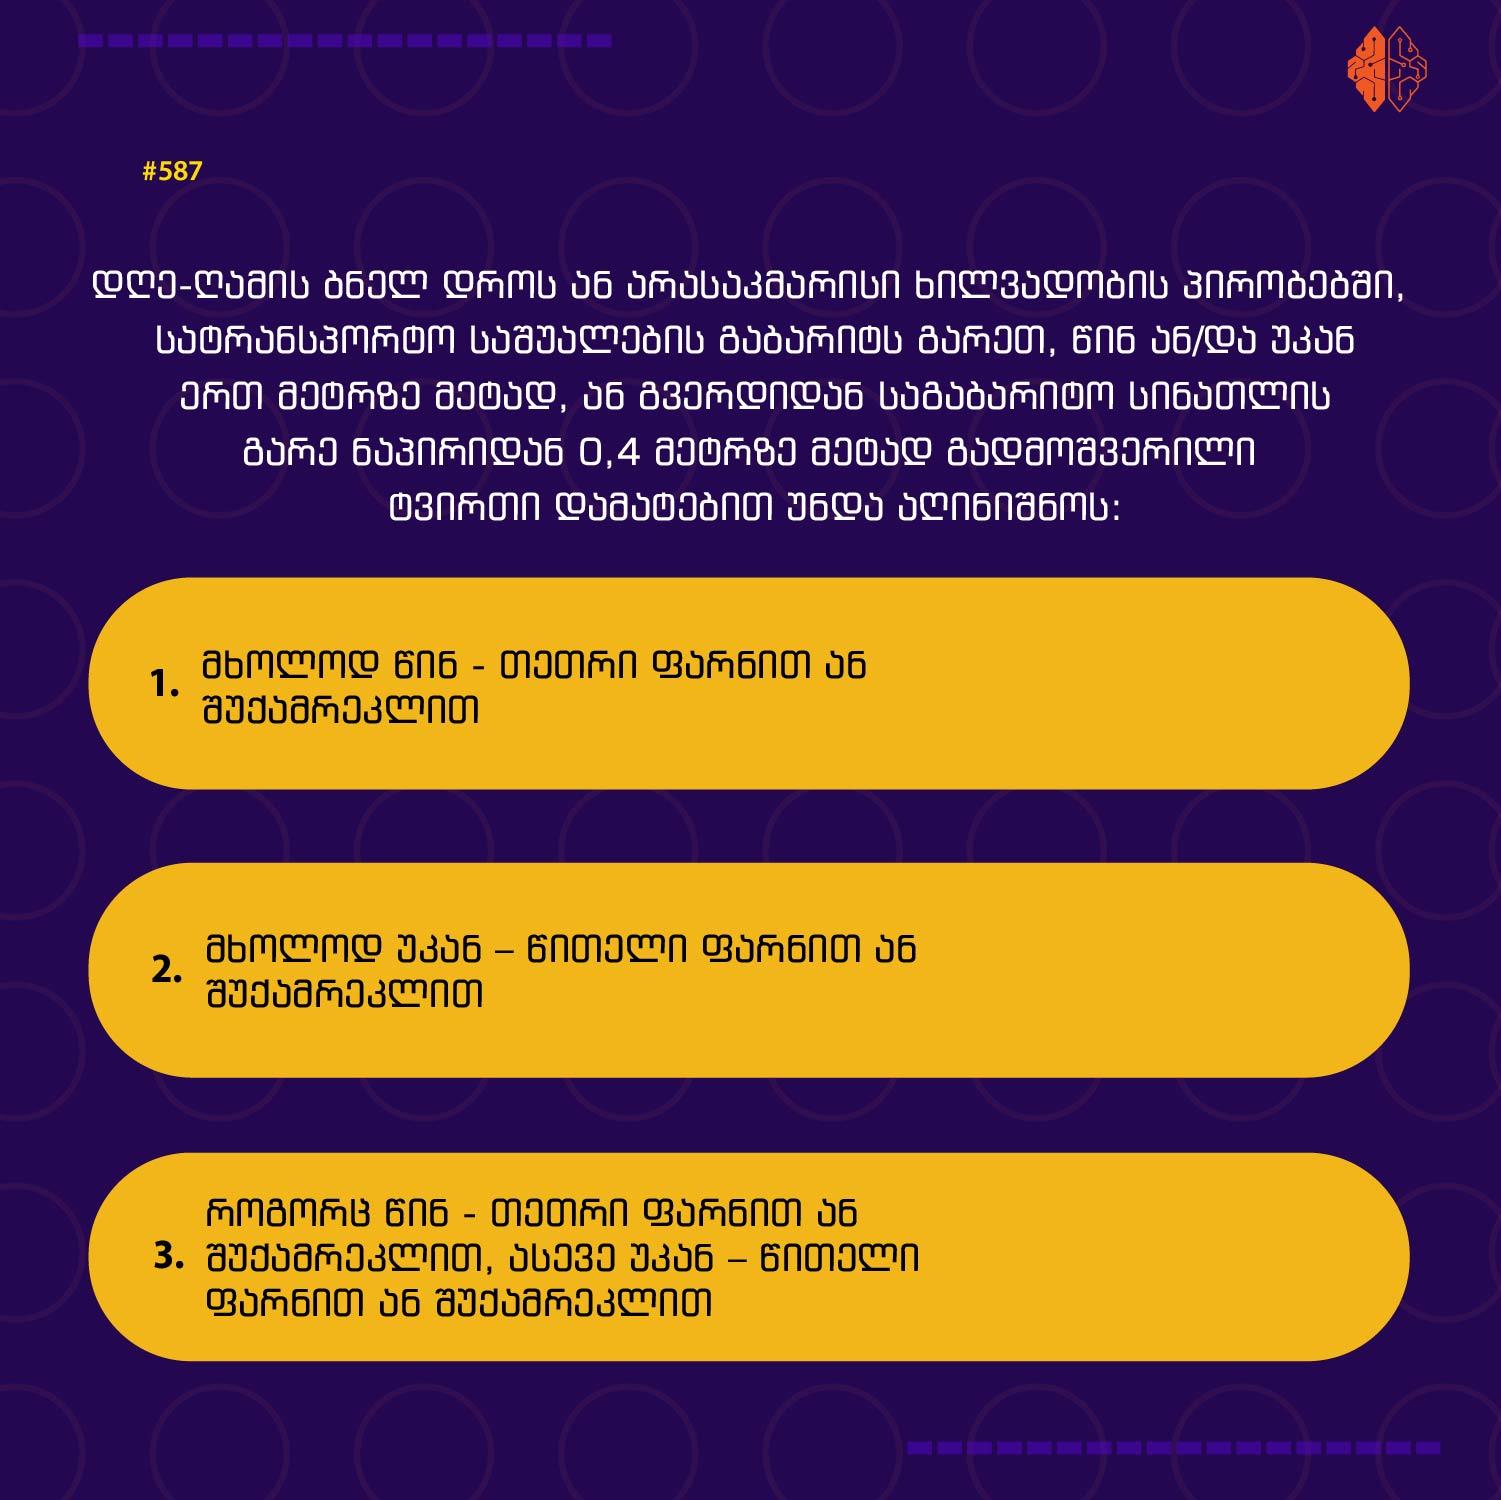 #587
დღე-ღამის ბნელ დროს ან არასაკმარისი ხილვადობის პირობებში,
სატრანსპორტო საშუალების გაბარიტს გარეთ, წინ ან/და უკან
ერთ მეტრზე მეტად, ან გვერდიდან საგაბარიტო სინათლის
გარე ნაპირიდან 0,4 მეტრზე მეტად გადმოშვერილი
ტვირთი დამატებით უნდა აღინიშნოს:
1. მხოლოდ წინ - თეთრი ფარნით ან
შუქამრეკლით
2. მხოლოდ უკან – წითელი ფარნით ან
შუქამრეკლით
როგორც წინ - თეთრი ფარნით ან
3. შუქამრეკლით, ასევე უკან – წითელი
ფარნით ან შუქამრეკლით